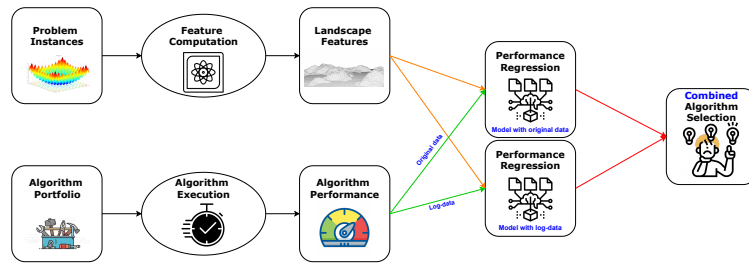 Problem
Instances
Feature
Computation
Landscape
Features
Performance
Regression
Model with original data
Combined
Algorithm
Selection
Original data
Log-data
Algorithm
Portfolio
Algorithm
Execution
Algorithm
Performance
Performance
Regression
Model with log-data